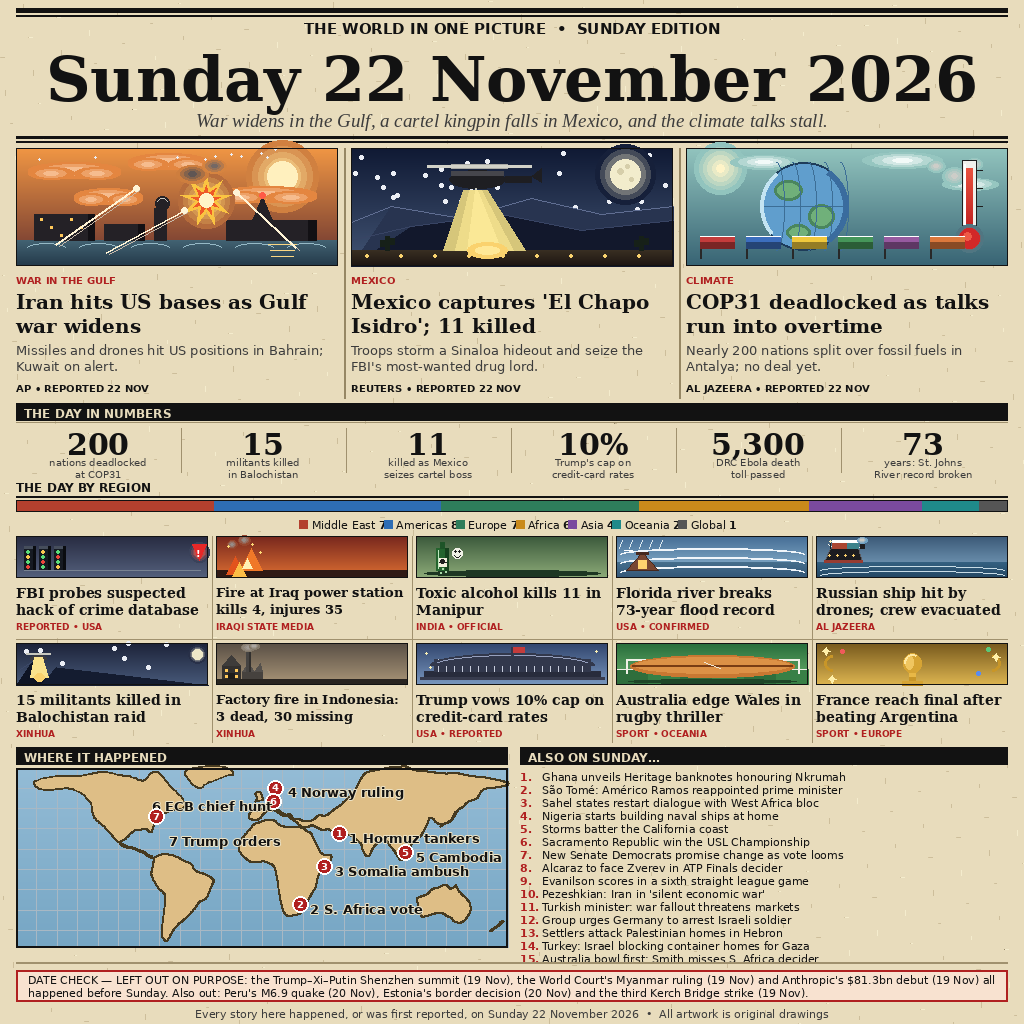 THE WORLD IN ONE PICTURE • SUNDAY EDITION
Sunday 22 November 2026
War widens in the Gulf, a cartel kingpin falls in Mexico, and the climate talks stall.
WAR IN THE GULF
Iran hits US bases as Gulf
war widens
Missiles and drones hit US positions in Bahrain;
Kuwait on alert.
AP • REPORTED 22 NOV
MEXICO
Mexico captures 'El Chapo
Isidro'; 11 killed
Troops storm a Sinaloa hideout and seize the
FBI's most-wanted drug lord.
REUTERS • REPORTED 22 NOV
CLIMATE
COP31 deadlocked as talks
run into overtime
Nearly 200 nations split over fossil fuels in
Antalya; no deal yet.
AL JAZEERA • REPORTED 22 NOV
THE DAY IN NUMBERS
200
nations deadlocked
at COP31
15
militants killed
in Balochistan
11
killed as Mexico
seizes cartel boss
10%
Trump's cap on
credit-card rates
5,300
DRC Ebola death
toll passed
73
years: St. Johns
River record broken
THE DAY BY REGION
Middle East 7 Americas 8 Europe 7 Africa 6 Asia 4 Oceania 2 Global 1
!
FBI probes suspected
hack of crime database
REPORTED • USA
Fire at Iraq power station
kills 4, injures 35
IRAQI STATE MEDIA
Toxic alcohol kills 11 in
Manipur
INDIA • OFFICIAL
Florida river breaks
73-year flood record
USA • CONFIRMED
Russian ship hit by
drones; crew evacuated
AL JAZEERA
15 militants killed in
Balochistan raid
XINHUA
Factory fire in Indonesia:
3 dead, 30 missing
XINHUA
Trump vows 10% cap on
credit-card rates
USA • REPORTED
Australia edge Wales in
rugby thriller
SPORT • OCEANIA
France reach final after
beating Argentina
SPORT • EUROPE
WHERE IT HAPPENED
4 4 Norway ruling
6 ECB chief hunt 6
7
1 1 Hormuz tankers
7 Trump orders
5 5 Cambodia
3 3 Somalia ambush
2 2 S. Africa vote
ALSO ON SUNDAY…
1. Ghana unveils Heritage banknotes honouring Nkrumah
2. São Tomé: Américo Ramos reappointed prime minister
3. Sahel states restart dialogue with West Africa bloc
4. Nigeria starts building naval ships at home
5. Storms batter the California coast
6. Sacramento Republic win the USL Championship
7. New Senate Democrats promise change as vote looms
8. Alcaraz to face Zverev in ATP Finals decider
9. Evanilson scores in a sixth straight league game
10. Pezeshkian: Iran in 'silent economic war'
11. Turkish minister: war fallout threatens markets
12. Group urges Germany to arrest Israeli soldier
13. Settlers attack Palestinian homes in Hebron
14. Turkey: Israel blocking container homes for Gaza
15. Australia bowl first: Smith misses S. Africa decider
DATE CHECK — LEFT OUT ON PURPOSE: the Trump–Xi–Putin Shenzhen summit (19 Nov), the World Court's Myanmar ruling (19 Nov) and Anthropic's $81.3bn debut (19 Nov) all
happened before Sunday. Also out: Peru's M6.9 quake (20 Nov), Estonia's border decision (20 Nov) and the third Kerch Bridge strike (19 Nov).
Every story here happened, or was first reported, on Sunday 22 November 2026 • All artwork is original drawings